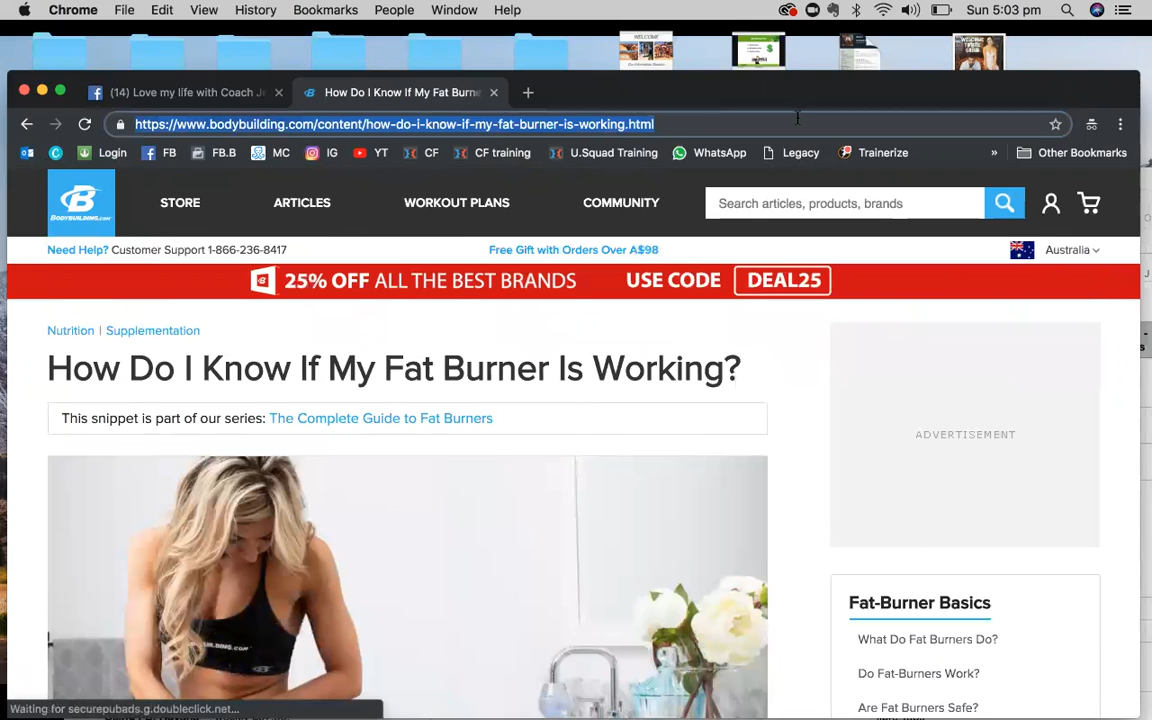 Chrome File Edit View History Bookmarks People Window Help Sun 5:03 pm
WELCOME
(14) Love my life with Coach J
How Do I Know If My Fat Burne
https://www.bodybuilding.com/content/how-do-i-know-if-my-fat-burner-is-working.html
Login FB FB.B MC IG YT CF CF training U.Squad Training WhatsApp Legacy Trainerize » Other Bookmarks
BODYBUILDING.COM
STORE ARTICLES WORKOUT PLANS COMMUNITY Search articles, products, brands
Need Help? Customer Support 1-866-236-8417 Free Gift with Orders Over A$98 Australia
25% OFF ALL THE BEST BRANDS USE CODE DEAL25
Nutrition | Supplementation
How Do I Know If My Fat Burner Is Working?
This snippet is part of our series: The Complete Guide to Fat Burners
ADVERTISEMENT
Fat-Burner Basics
What Do Fat Burners Do?
Do Fat-Burners Work?
Are Fat Burners Safe?
Waiting for securepubads.g.doubleclick.net...